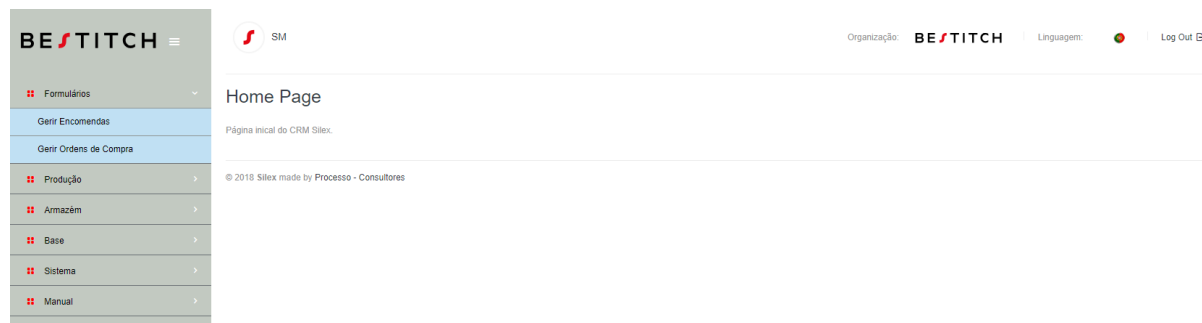 BESTITCH
Formulários
Gerir Encomendas
Gerir Ordens de Compra
Produção
Armazém
Base
Sistema
Manual
SM
Organização: BESTITCH Linguagem: Log Out
Home Page
Página inical do CRM Silex.
© 2018 Silex made by Processo - Consultores